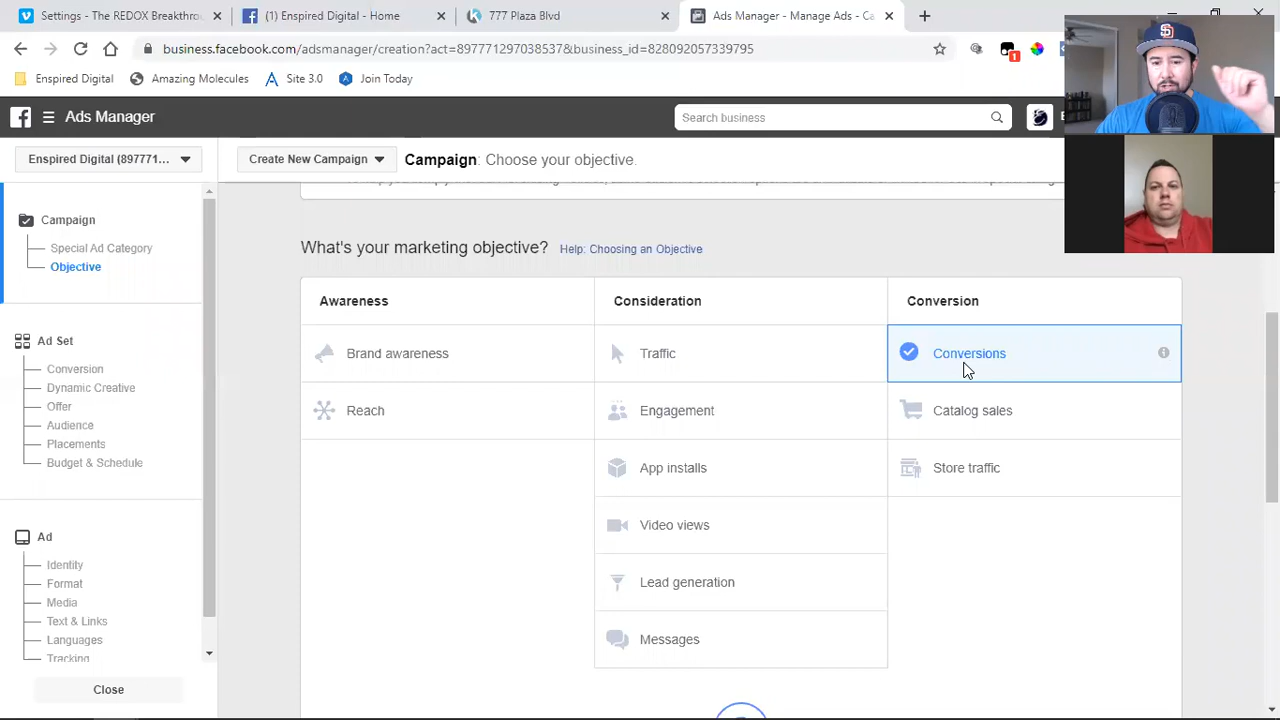 Settings - The REDOX Breakthrou
(1) Enspired Digital - Home
777 Plaza Blvd
Ads Manager - Manage Ads - Ca
business.facebook.com/adsmanager/creation?act=897771297038557&business_id=828092057339795
1
Enspired Digital
Amazing Molecules
Site 3.0
Join Today
Ads Manager
Search business
Enspired Digital (897771...
Create New Campaign
Campaign: Choose your objective.
Campaign
Special Ad Category
Objective
Ad Set
Conversion
Dynamic Creative
Offer
Audience
Placements
Budget & Schedule
Ad
Identity
Format
Media
Text & Links
Languages
Tracking
Close
What's your marketing objective?
Help: Choosing an Objective
Awareness
Consideration
Conversion
Brand awareness
Traffic
Conversions
Reach
Engagement
Catalog sales
App installs
Store traffic
Video views
Lead generation
Messages